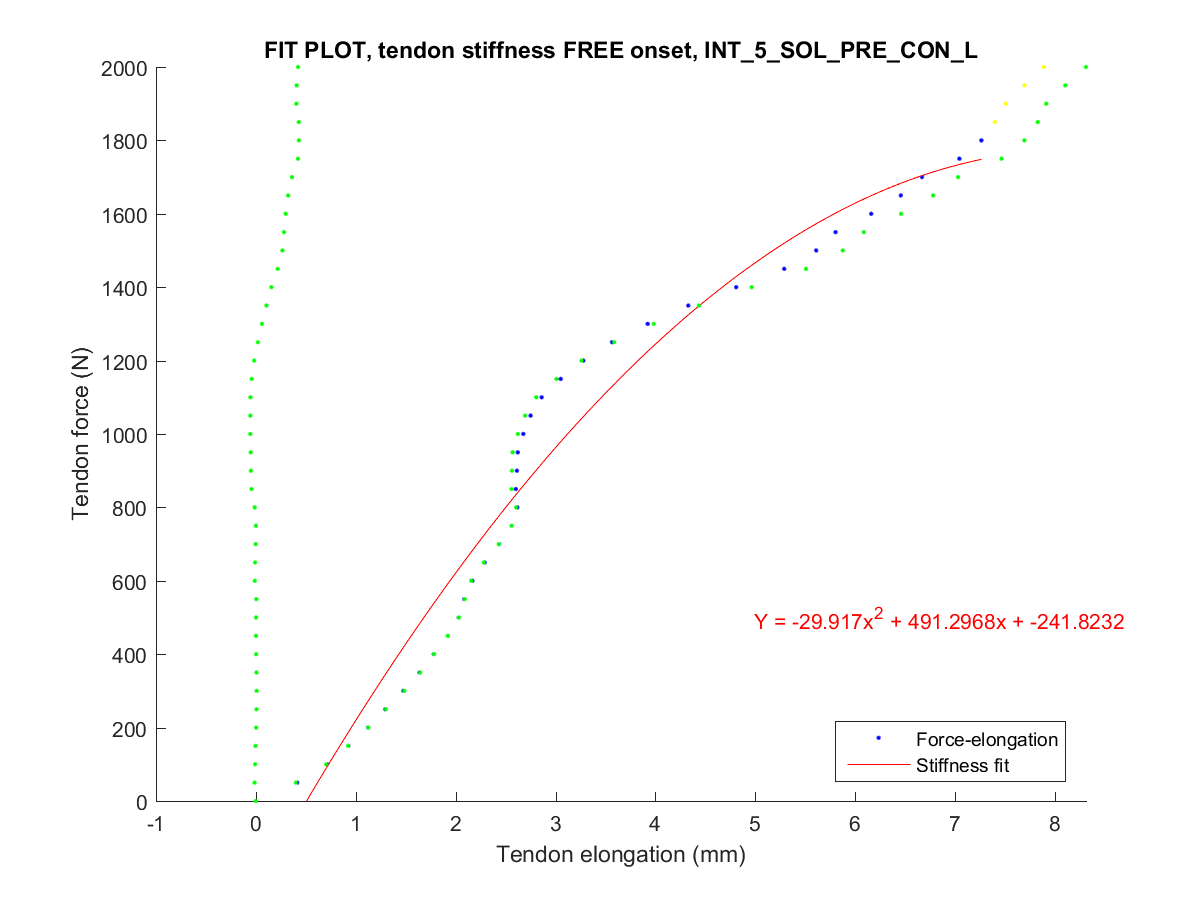 FIT PLOT, tendon stiffness FREE onset, INT_5_SOL_PRE_CON_L
2000
1800
1600
1400
1200
1000
800
600
400
200
0
Tendon force (N)
Y = -29.917x² + 491.2968x + -241.8232
Force-elongation
Stiffness fit
-1 0 1 2 3 4 5 6 7 8
Tendon elongation (mm)